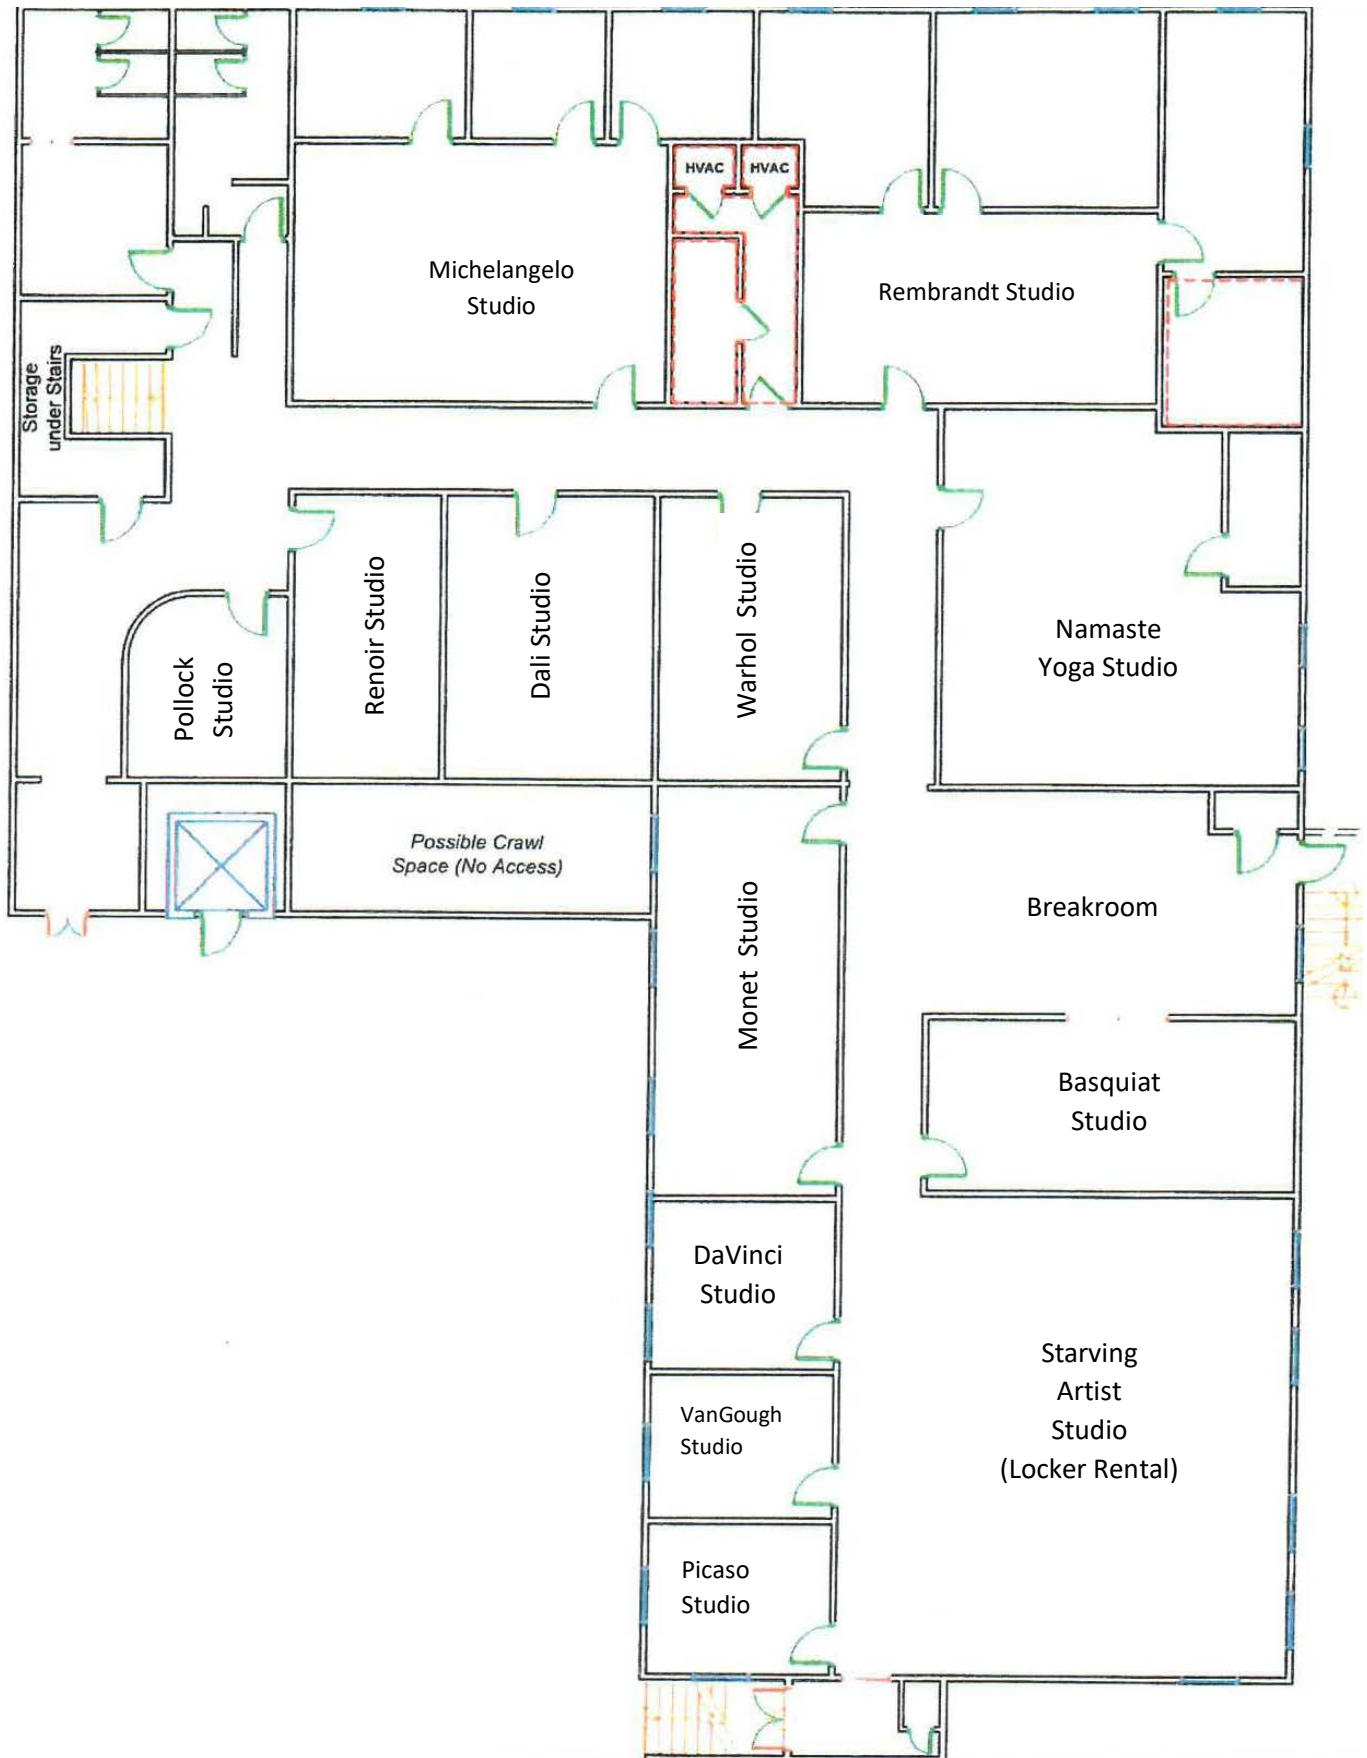 HVAC
HVAC
Michelangelo
Studio
Rembrandt Studio
Storage
under Stairs
Renoir Studio
Dali Studio
Warhol Studio
Namaste
Yoga Studio
Pollock
Studio
Possible Crawl
Space (No Access)
Monet Studio
Breakroom
Basquiat
Studio
DaVinci
Studio
Starving
Artist
Studio
(Locker Rental)
VanGough
Studio
Picaso
Studio